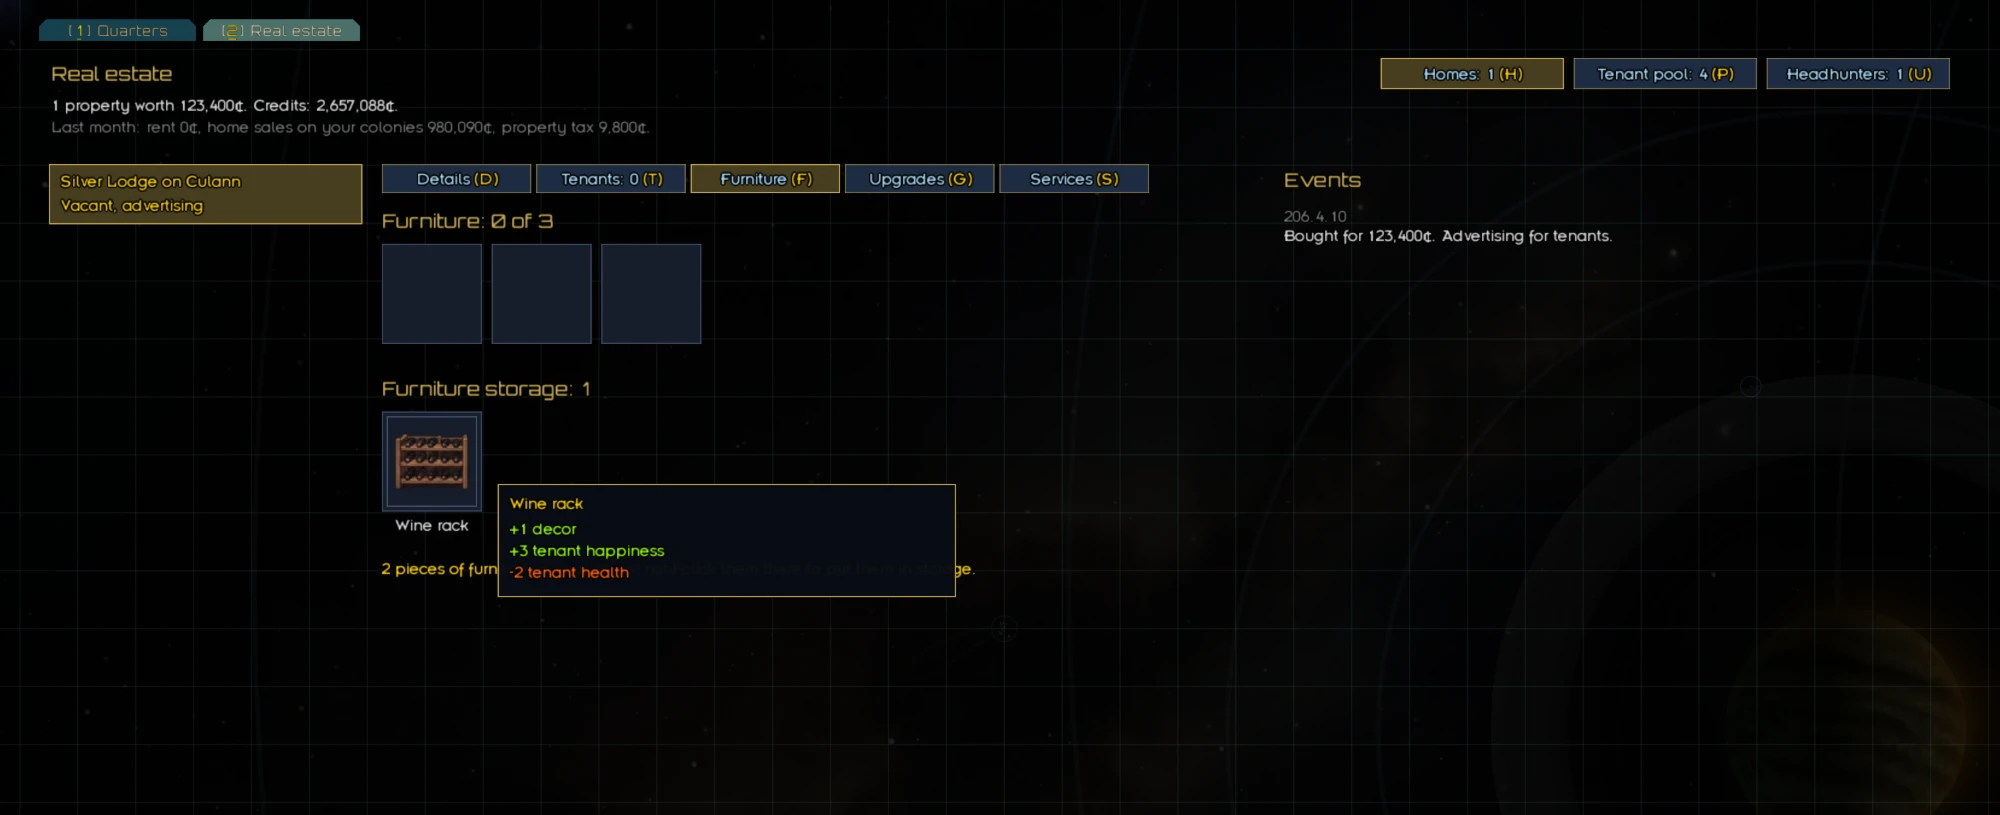 [1] Quarters
[2] Real estate
Real estate
1 property worth 123,400¢. Credits: 2,657,088¢.
Last month: rent 0¢, home sales on your colonies 980,090¢, property tax 9,800¢.
Homes: 1 (H)
Tenant pool: 4 (P)
Headhunters: 1 (U)
Silver Lodge on Culann
Vacant, advertising
Details (D)
Tenants: 0 (T)
Furniture (F)
Upgrades (G)
Services (S)
Furniture: 0 of 3
Furniture storage: 1
Wine rack
Wine rack
+1 decor
+3 tenant happiness
-2 tenant health
2 pieces of
Events
206.4.10
Bought for 123,400¢. Advertising for tenants.